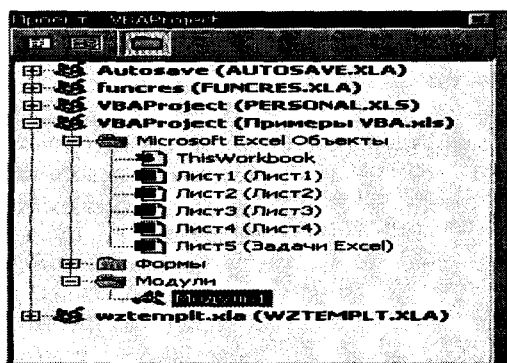 Проект - VBAProject
Autosave (AUTOSAVE.XLA)
funcres (FUNCRES.XLA)
VBAProject (PERSONAL.XLS)
VBAProject (Примеры VBA.xls)
Microsoft Excel Объекты
ThisWorkbook
Лист1 (Лист1)
Лист2 (Лист2)
Лист3 (Лист3)
Лист4 (Лист4)
Лист5 (Задачи Excel)
Формы
Модули
wztemplt.xla (WZTEMPLT.XLA)